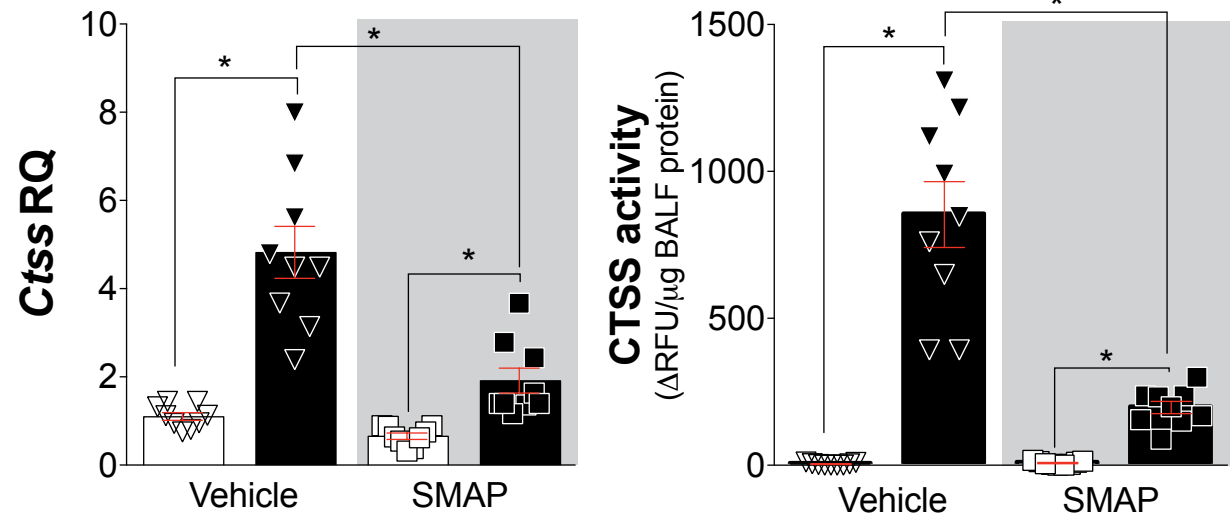 Ctss RQ
10
8
6
4
2
0
*
*
*
Vehicle
SMAP
CTSS activity
(ΔRFU/μg BALF protein)
1500
1000
500
0
*
*
*
Vehicle
SMAP